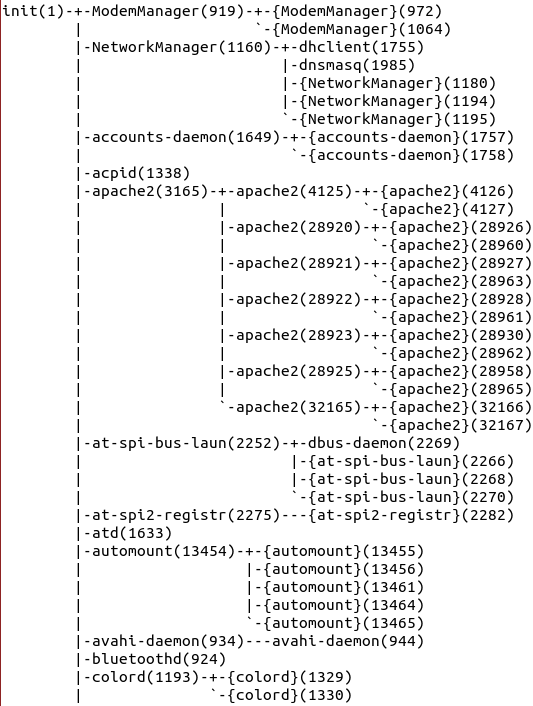 init(1)-+-ModemManager(919)-+-{ModemManager}(972)
        |                   `-{ModemManager}(1064)
        |-NetworkManager(1160)-+-dhclient(1755)
        |                      |-dnsmasq(1985)
        |                      |-{NetworkManager}(1180)
        |                      |-{NetworkManager}(1194)
        |                      `-{NetworkManager}(1195)
        |-accounts-daemon(1649)-+-{accounts-daemon}(1757)
        |                       `-{accounts-daemon}(1758)
        |-acpid(1338)
        |-apache2(3165)-+-apache2(4125)-+-{apache2}(4126)
        |               |               `-{apache2}(4127)
        |               |-apache2(28920)-+-{apache2}(28926)
        |               |                `-{apache2}(28960)
        |               |-apache2(28921)-+-{apache2}(28927)
        |               |                `-{apache2}(28963)
        |               |-apache2(28922)-+-{apache2}(28928)
        |               |                `-{apache2}(28961)
        |               |-apache2(28923)-+-{apache2}(28930)
        |               |                `-{apache2}(28962)
        |               |-apache2(28925)-+-{apache2}(28958)
        |               |                `-{apache2}(28965)
        |               `-apache2(32165)-+-{apache2}(32166)
        |                                `-{apache2}(32167)
        |-at-spi-bus-laun(2252)-+-dbus-daemon(2269)
        |                       |-{at-spi-bus-laun}(2266)
        |                       |-{at-spi-bus-laun}(2268)
        |                       `-{at-spi-bus-laun}(2270)
        |-at-spi2-registr(2275)---{at-spi2-registr}(2282)
        |-atd(1633)
        |-automount(13454)-+-{automount}(13455)
        |                  |-{automount}(13456)
        |                  |-{automount}(13461)
        |                  |-{automount}(13464)
        |                  `-{automount}(13465)
        |-avahi-daemon(934)---avahi-daemon(944)
        |-bluetoothd(924)
        |-colord(1193)-+-{colord}(1329)
        |              `-{colord}(1330)